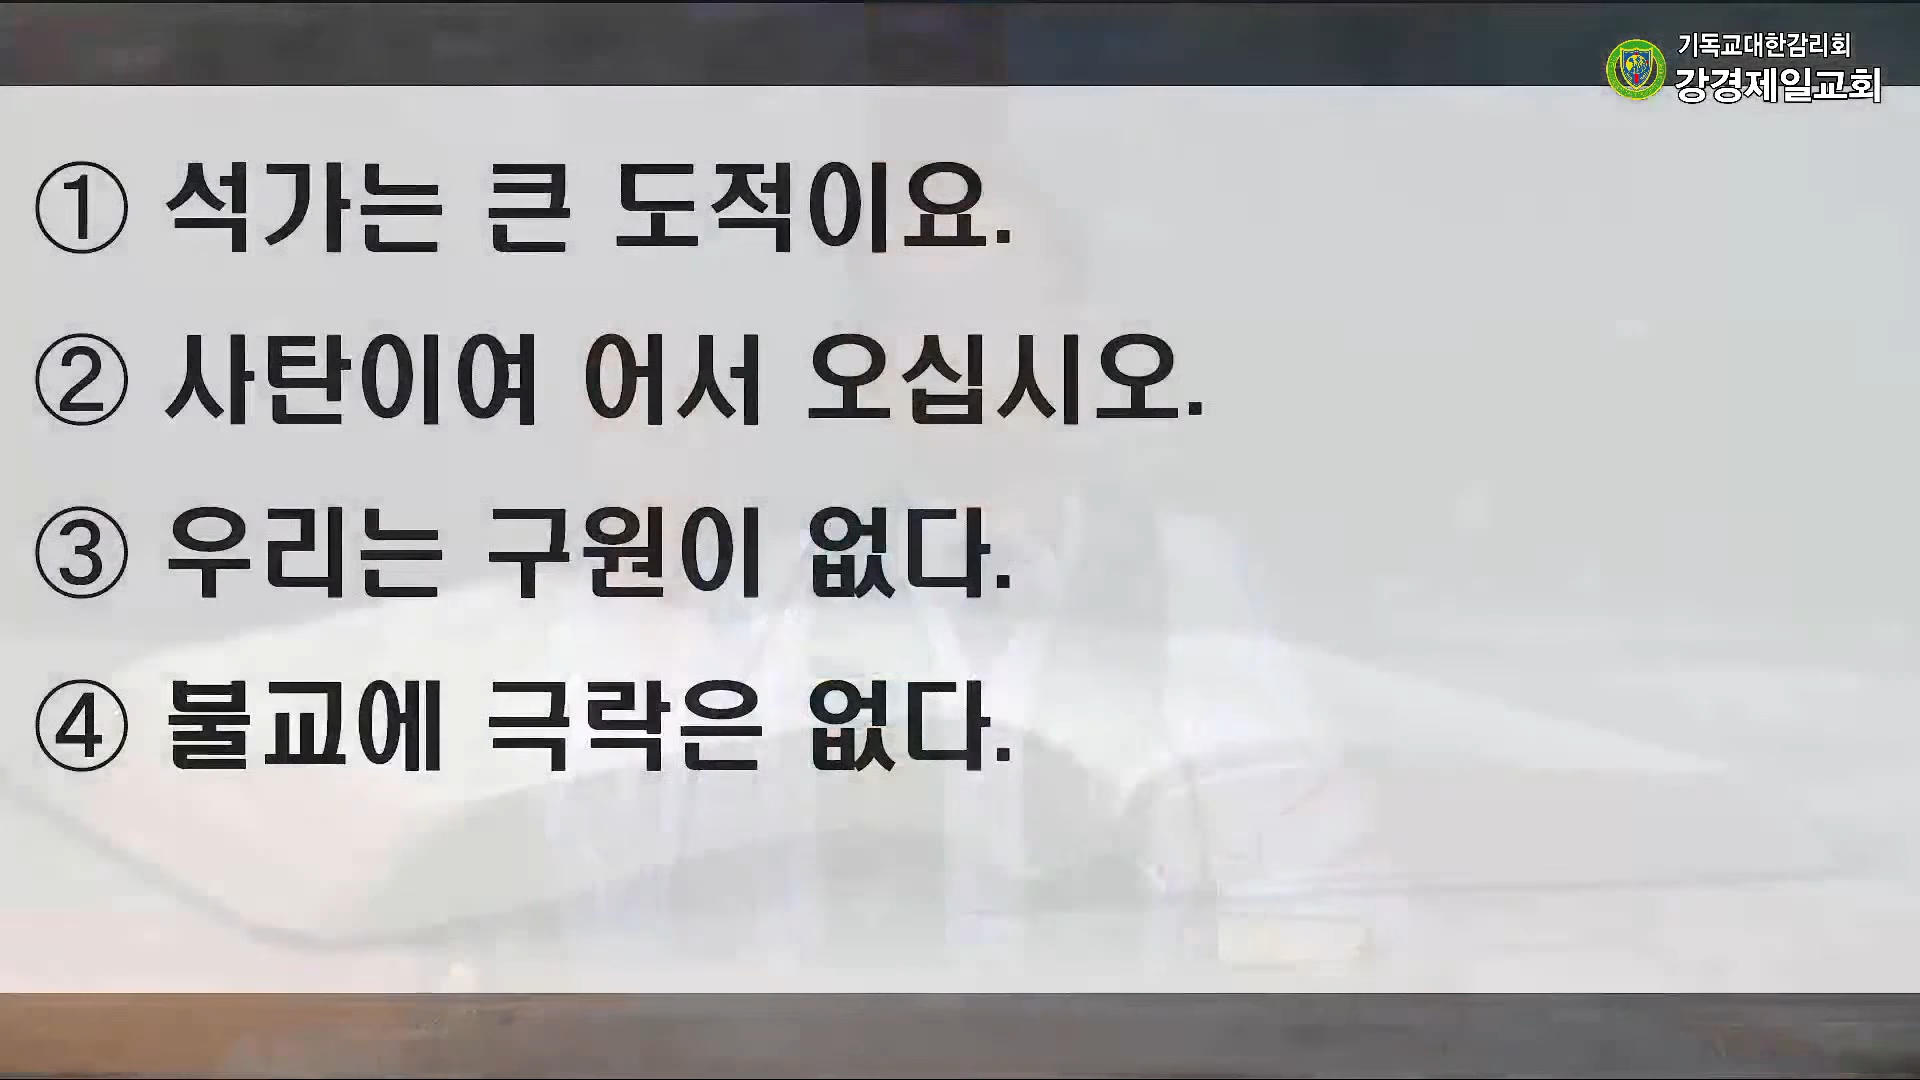 기독교대한감리회
강경제일교회
① 석가는 큰 도적이요.
② 사탄이여 어서 오십시오.
③ 우리는 구원이 없다.
④ 불교에 극락은 없다.